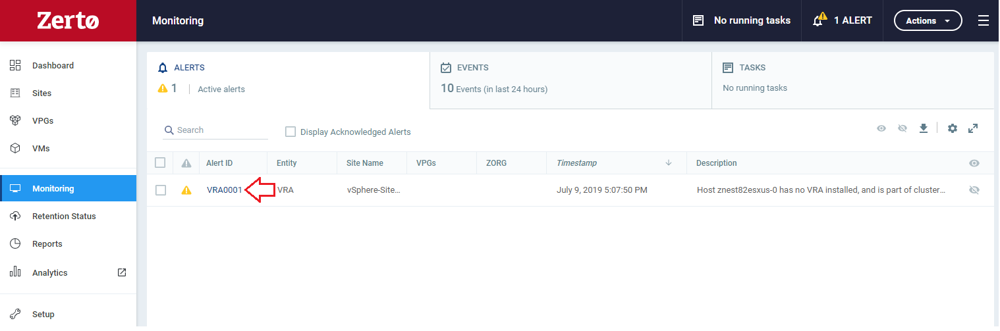 Zerto
Monitoring
No running tasks
1 ALERT
Actions
Dashboard
Sites
VPGs
VMs
Monitoring
Retention Status
Reports
Analytics
Setup
ALERTS
1 Active alerts
EVENTS
10 Events (in last 24 hours)
TASKS
No running tasks
Search
Display Acknowledged Alerts
Alert ID Entity Site Name VPGs ZORG Timestamp Description
VRA0001 VRA vSphere-Site... July 9, 2019 5:07:50 PM Host znest82esxus-0 has no VRA installed, and is part of cluster...